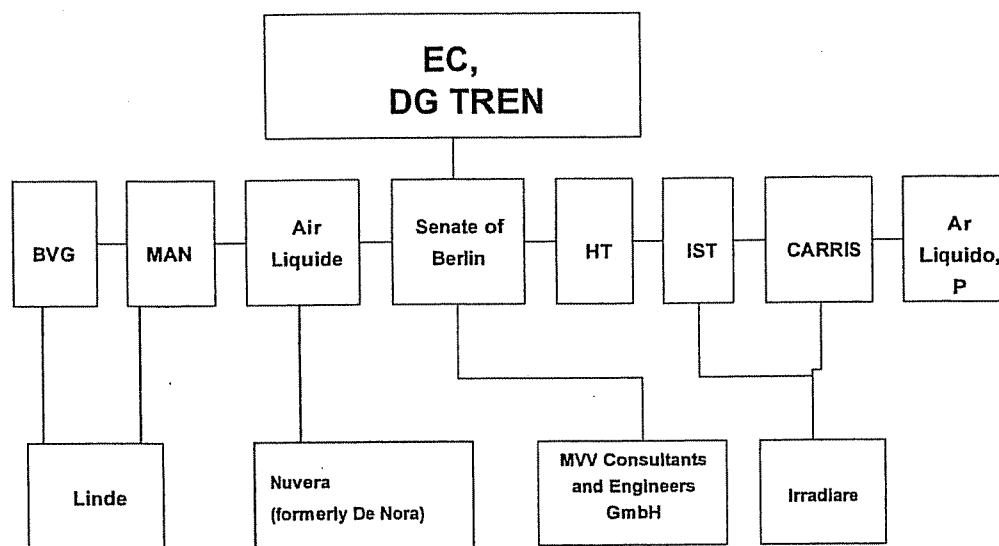 EC,
DG TREN
BVG
MAN
Air
Liquide
Senate of
Berlin
HT
IST
CARRIS
Ar
Liquido,
P
Linde
Nuvera
(formerly De Nora)
MVV Consultants
and Engineers
GmbH
Irradiare